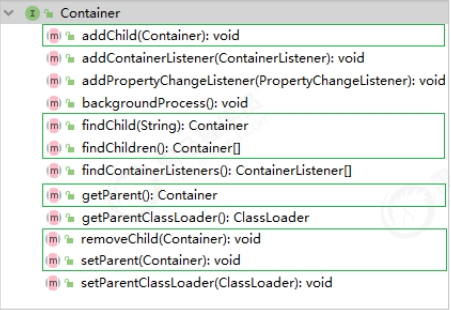 Container
addChild(Container): void
addContainerListener(ContainerListener): void
addPropertyChangeListener(PropertyChangeListener): void
backgroundProcess(): void
findChild(String): Container
findChildren(): Container[]
findContainerListeners(): ContainerListener[]
getParent(): Container
getParentClassLoader(): ClassLoader
removeChild(Container): void
setParent(Container): void
setParentClassLoader(ClassLoader): void